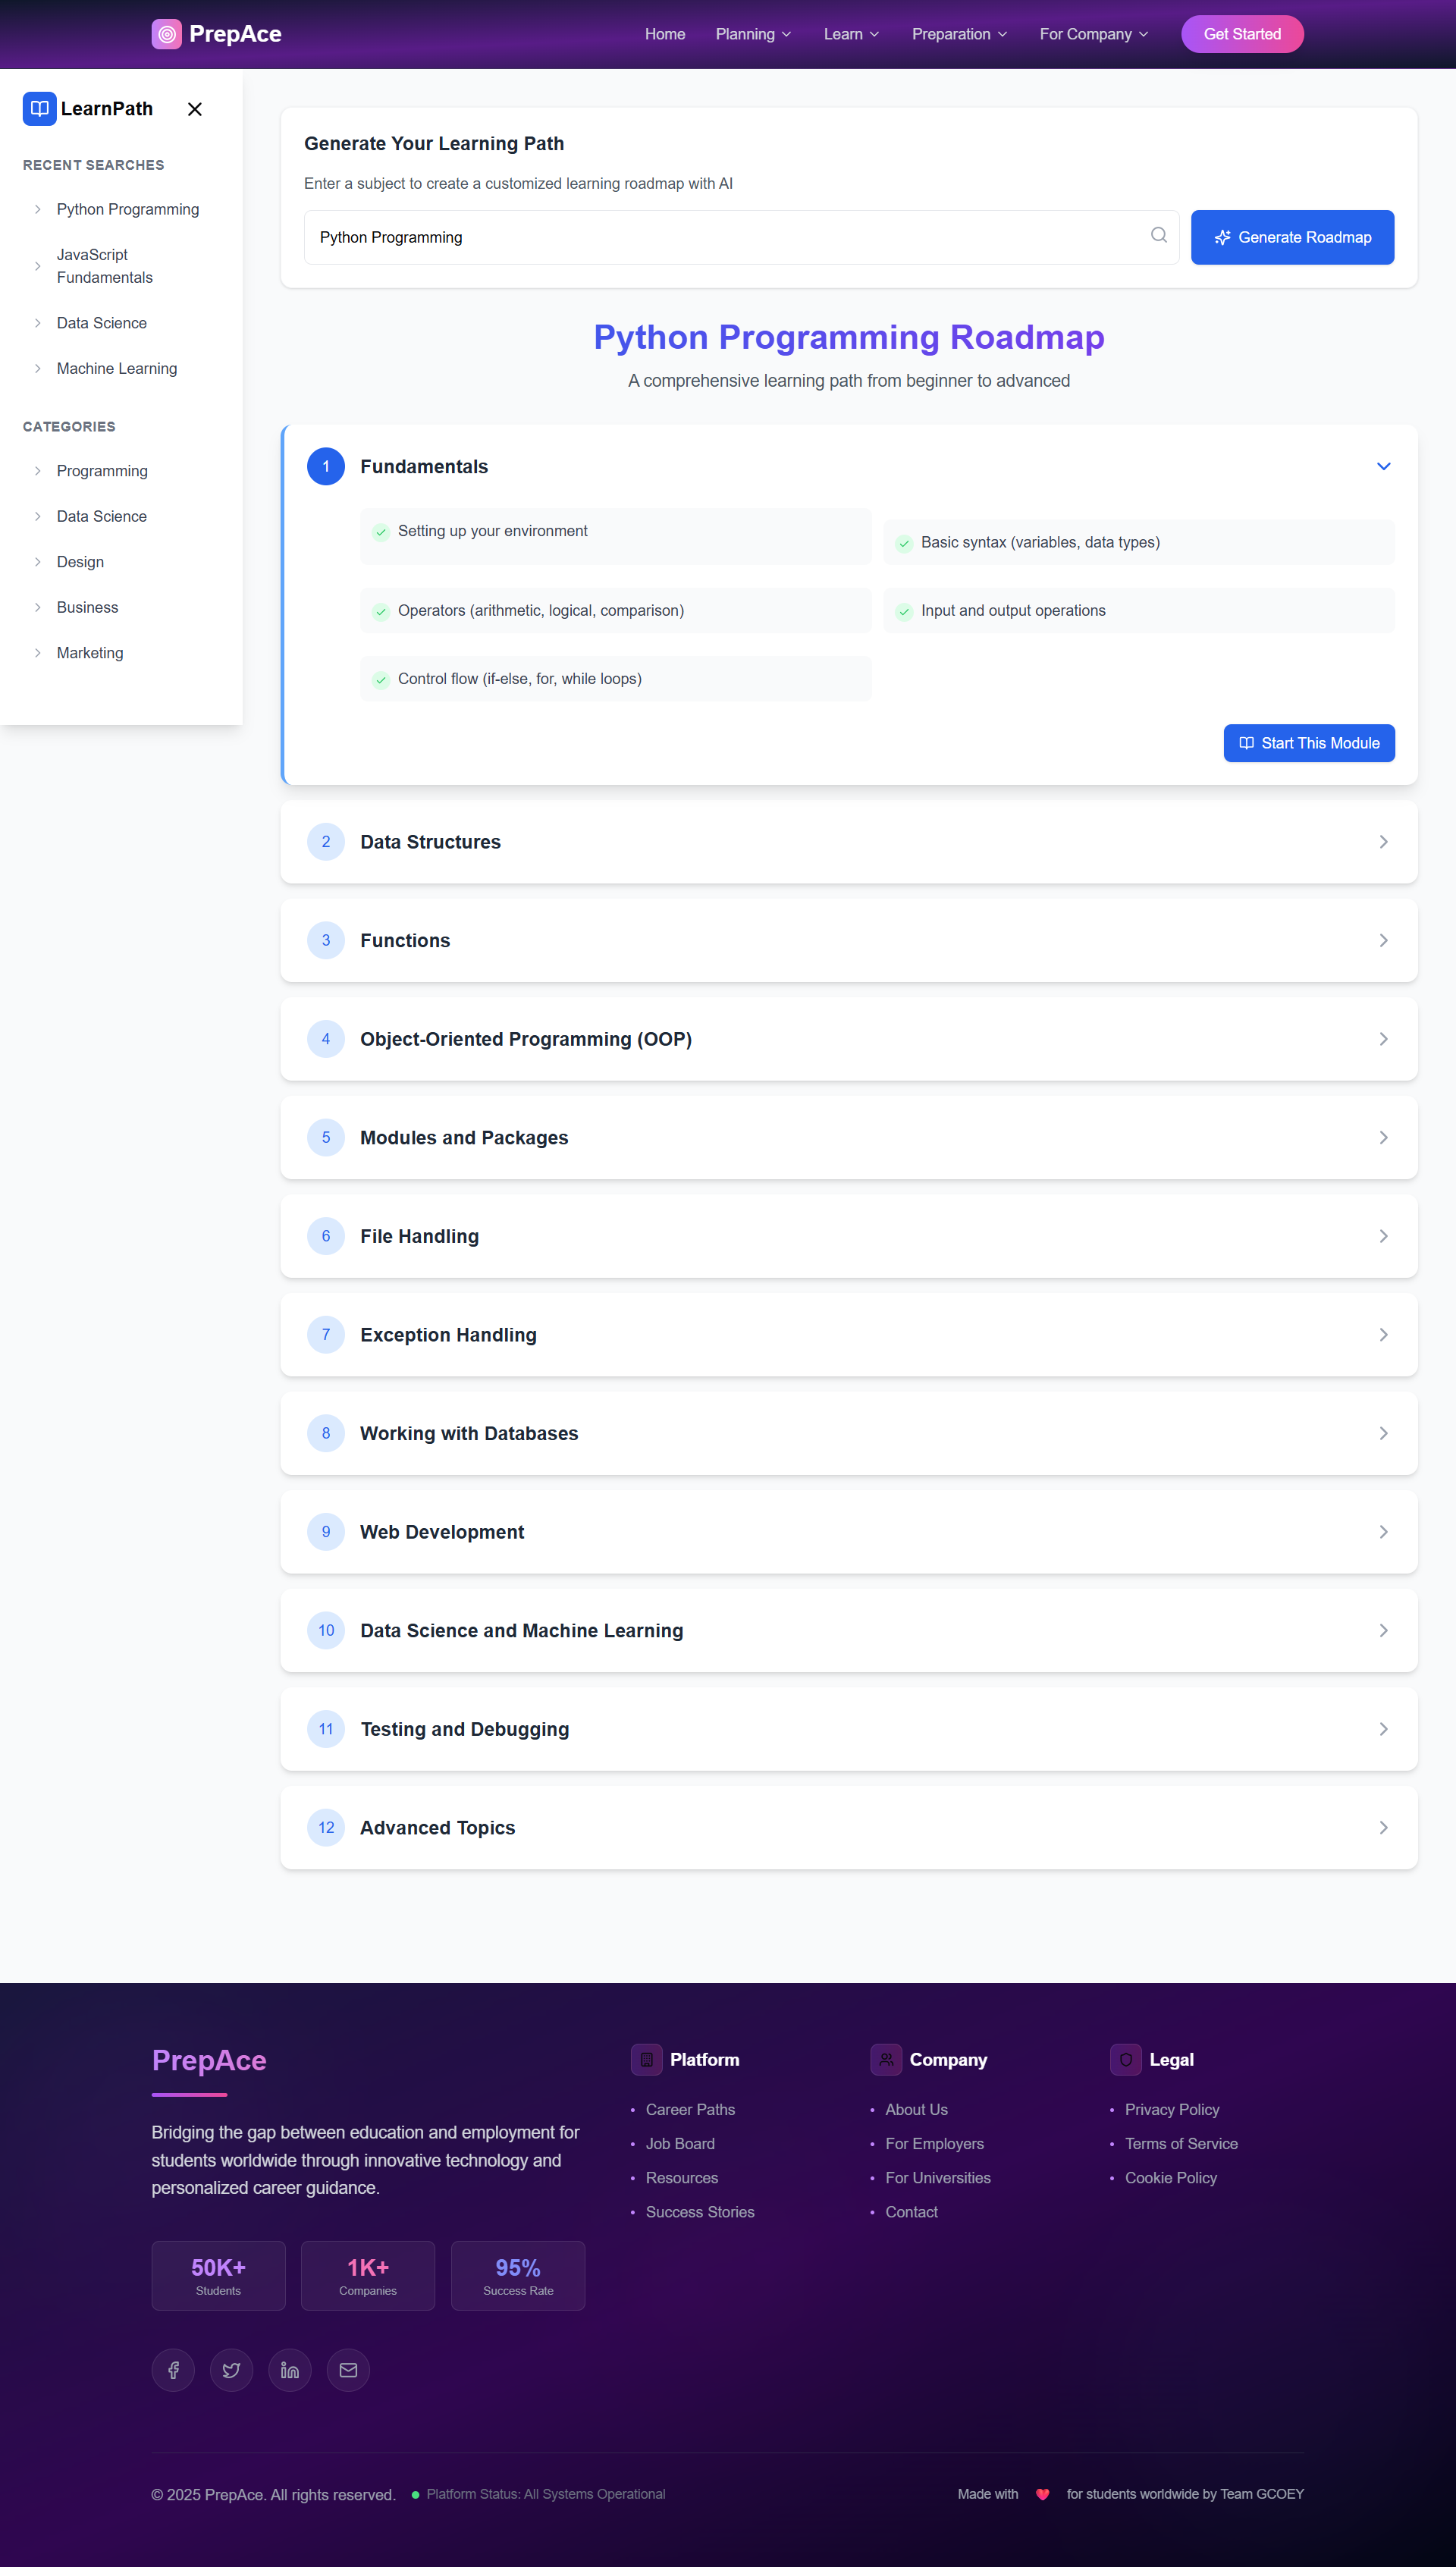 PrepAce
Home
Planning
Learn
Preparation
For Company
Get Started
LearnPath
RECENT SEARCHES
Python Programming
JavaScript
Fundamentals
Data Science
Machine Learning
CATEGORIES
Programming
Data Science
Design
Business
Marketing
Generate Your Learning Path
Enter a subject to create a customized learning roadmap with AI
Python Programming
Generate Roadmap
Python Programming Roadmap
A comprehensive learning path from beginner to advanced
1
Fundamentals
Setting up your environment
Basic syntax (variables, data types)
Operators (arithmetic, logical, comparison)
Input and output operations
Control flow (if-else, for, while loops)
Start This Module
2
Data Structures
3
Functions
4
Object-Oriented Programming (OOP)
5
Modules and Packages
6
File Handling
7
Exception Handling
8
Working with Databases
9
Web Development
10
Data Science and Machine Learning
11
Testing and Debugging
12
Advanced Topics
PrepAce
Bridging the gap between education and employment for
students worldwide through innovative technology and
personalized career guidance.
50K+
Students
1K+
Companies
95%
Success Rate
Platform
Career Paths
Job Board
Resources
Success Stories
Company
About Us
For Employers
For Universities
Contact
Legal
Privacy Policy
Terms of Service
Cookie Policy
© 2025 PrepAce. All rights reserved.
Platform Status: All Systems Operational
Made with ❤️ for students worldwide by Team GCOEY